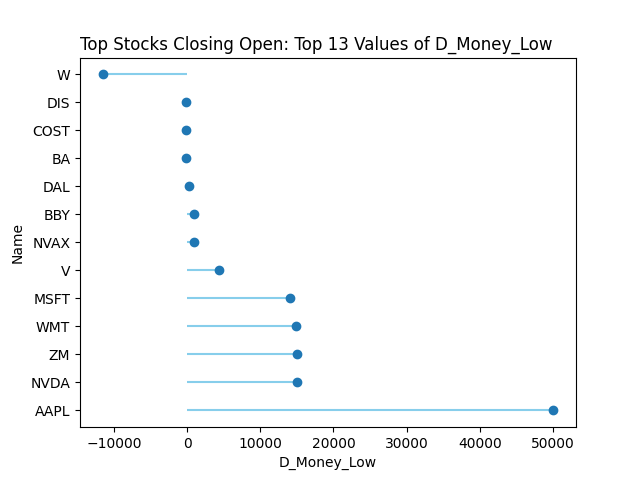 Top Stocks Closing Open: Top 13 Values of D_Money_Low
W
DIS
COST
BA
DAL
BBY
NVAX
V
MSFT
WMT
ZM
NVDA
AAPL
Name
−10000 0 10000 20000 30000 40000 50000
D_Money_Low